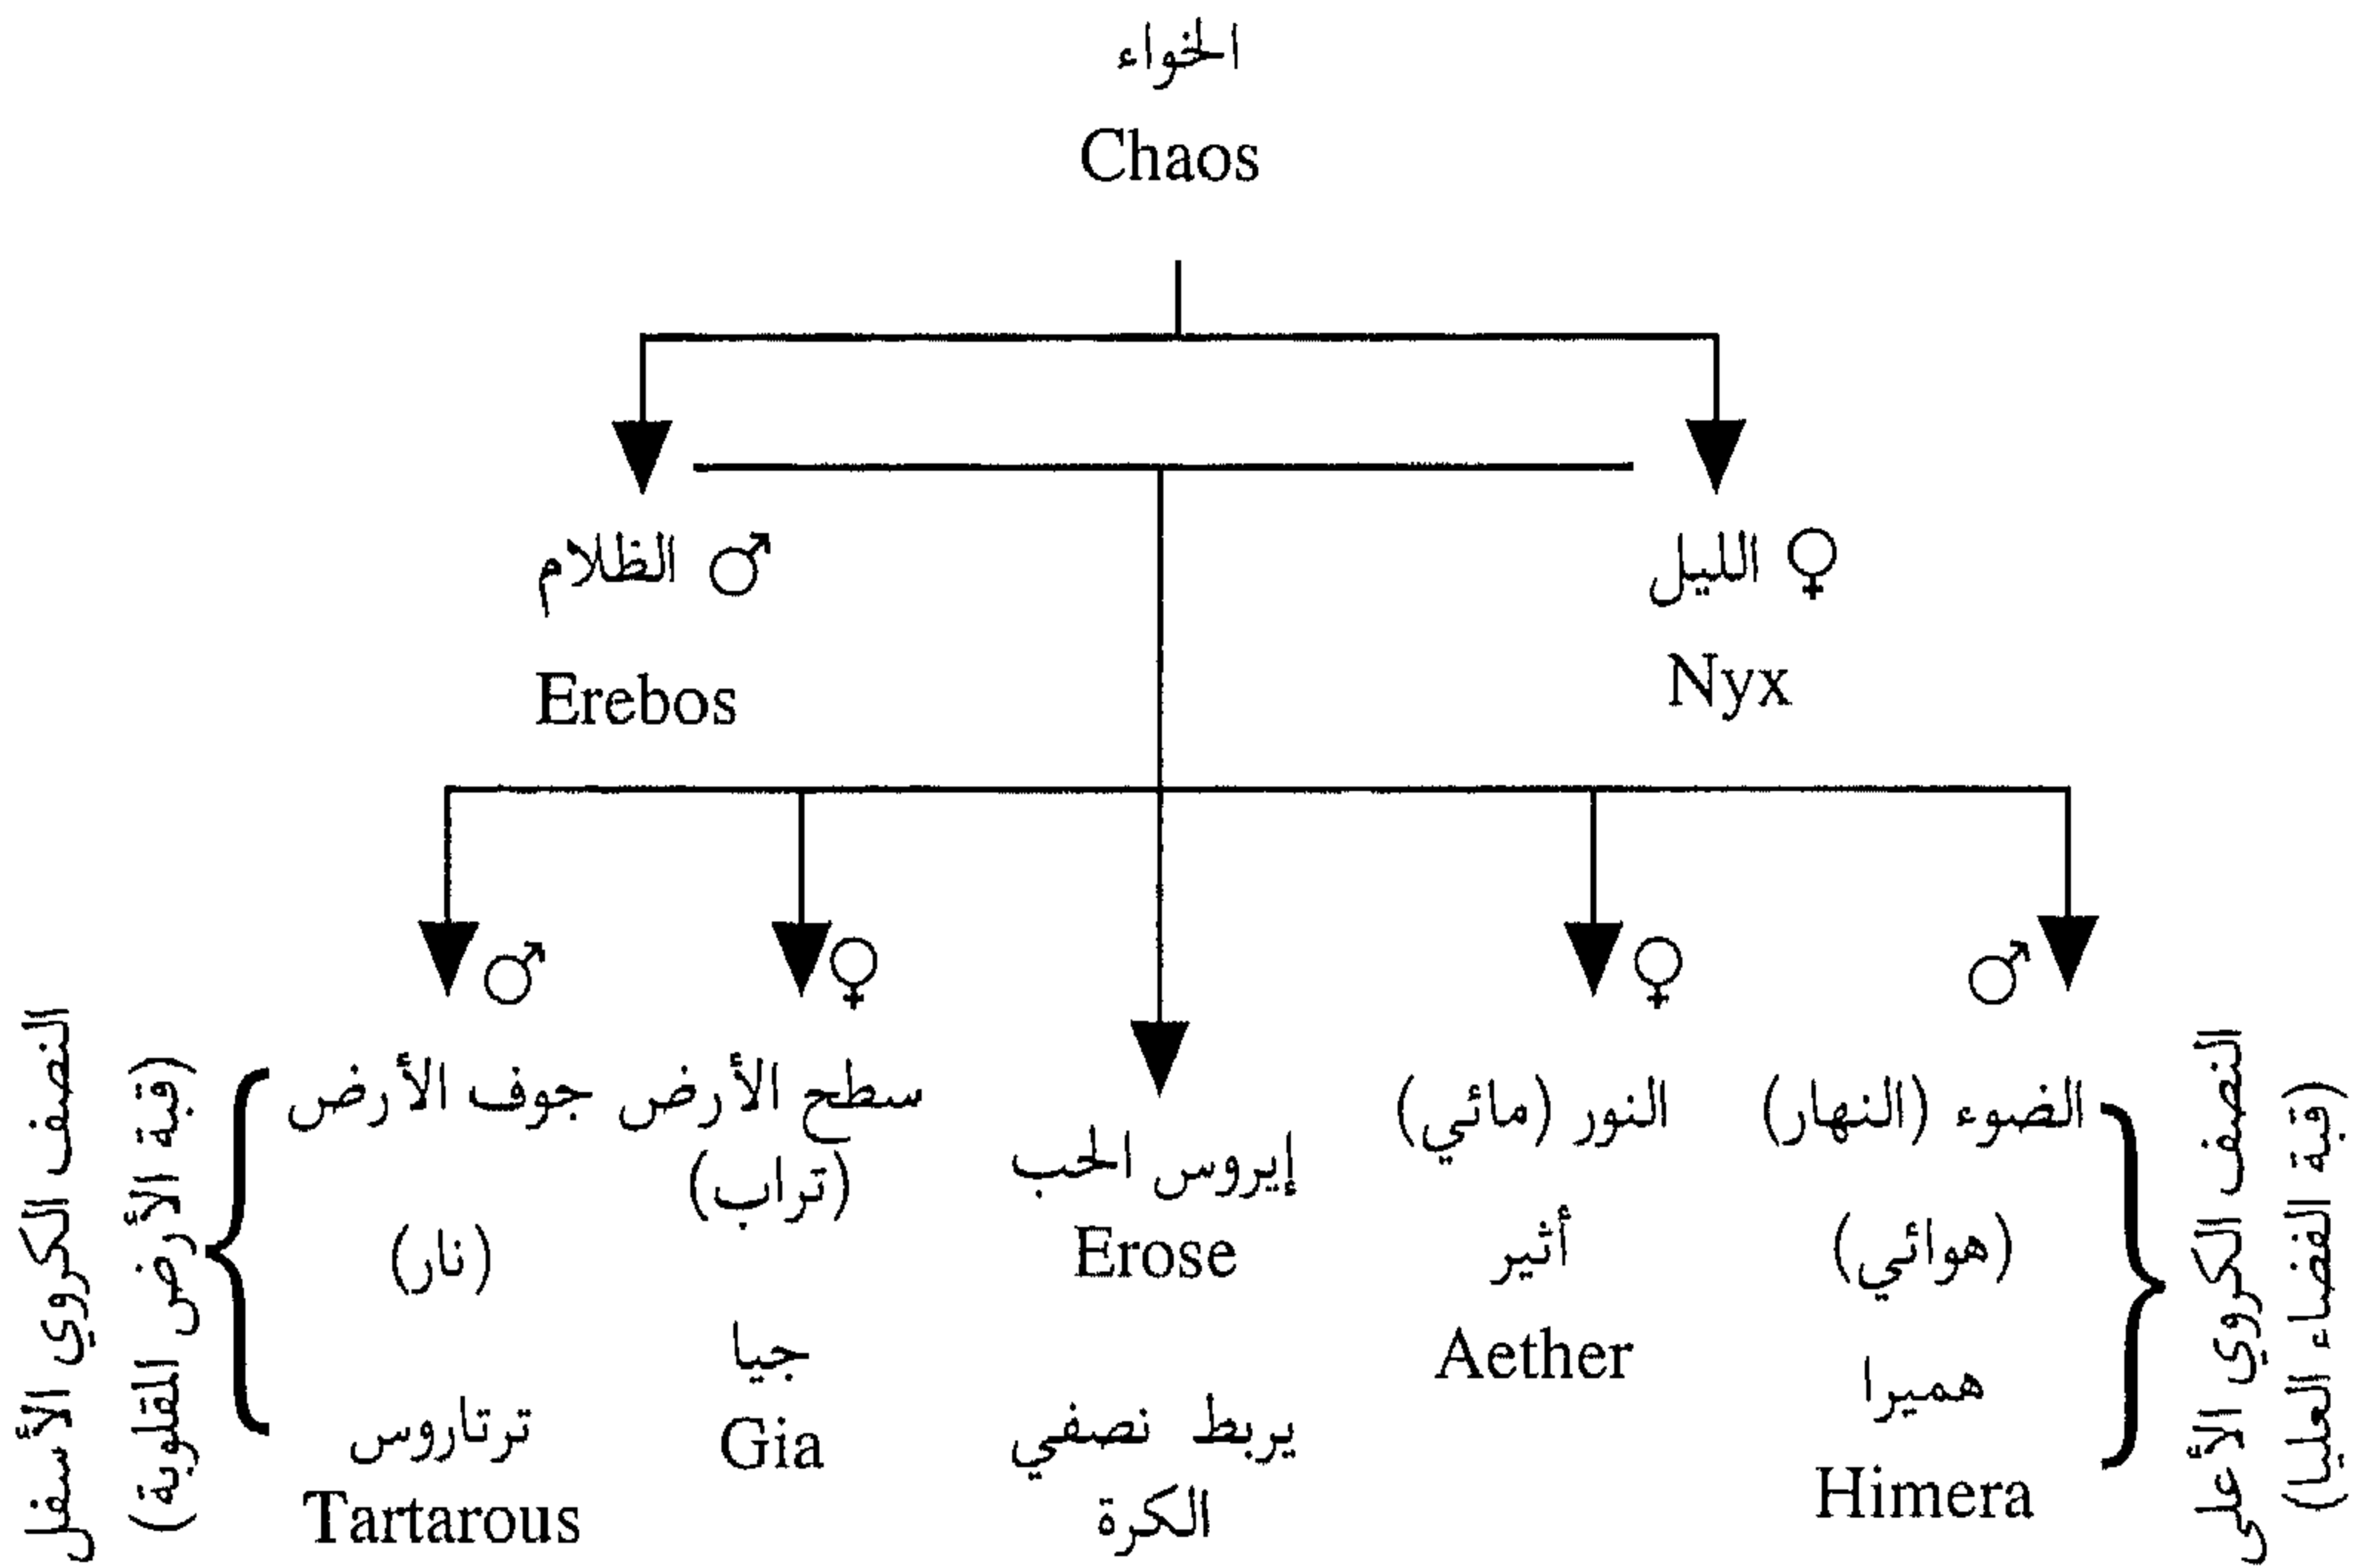 الخواء
Chaos
♂ الظلام
Erebos
♀ الليل
Nyx
♂
♀
♀
♂
الضوء (النهار)
(هوائي)
هميرا
Himera
النور (مائي)
أثير
Aether
إيروس الحب
Erose
يربط نصفي
الكرة
سطح الأرض
(تراب)
جيا
Gia
جوف الأرض
(نار)
ترتاروس
Tartarous
النصف الكروي الأعلى
(قبة الفضاء العليا)
النصف الكروي الأسفل
(قبة الأرض المقلوبة)